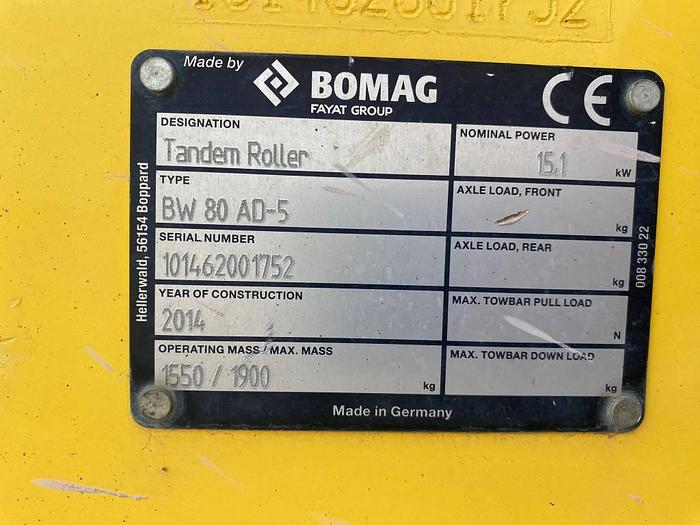 101462001752
Made by
BOMAG
FAYAT GROUP
CE
DESIGNATION
Tandem Roller
NOMINAL POWER
15,1 kW
TYPE
BW 80 AD-5
AXLE LOAD, FRONT
kg
SERIAL NUMBER
101462001752
AXLE LOAD, REAR
kg
YEAR OF CONSTRUCTION
2014
MAX. TOWBAR PULL LOAD
N
OPERATING MASS / MAX. MASS
1550 / 1900 kg
MAX. TOWBAR DOWN LOAD
kg
Made in Germany
Hellerwald, 56154 Boppard
008 330 22